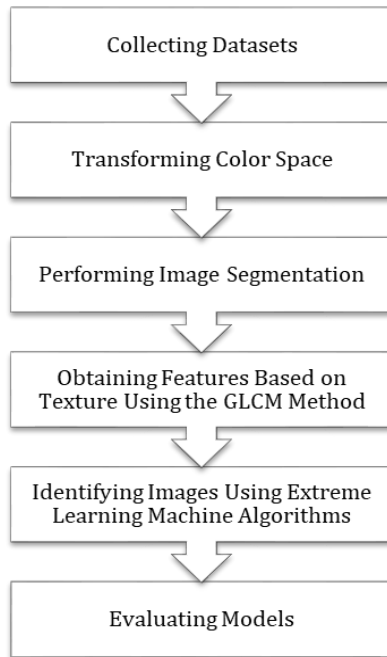 Collecting Datasets
Transforming Color Space
Performing Image Segmentation
Obtaining Features Based on
Texture Using the GLCM Method
Identifying Images Using Extreme
Learning Machine Algorithms
Evaluating Models